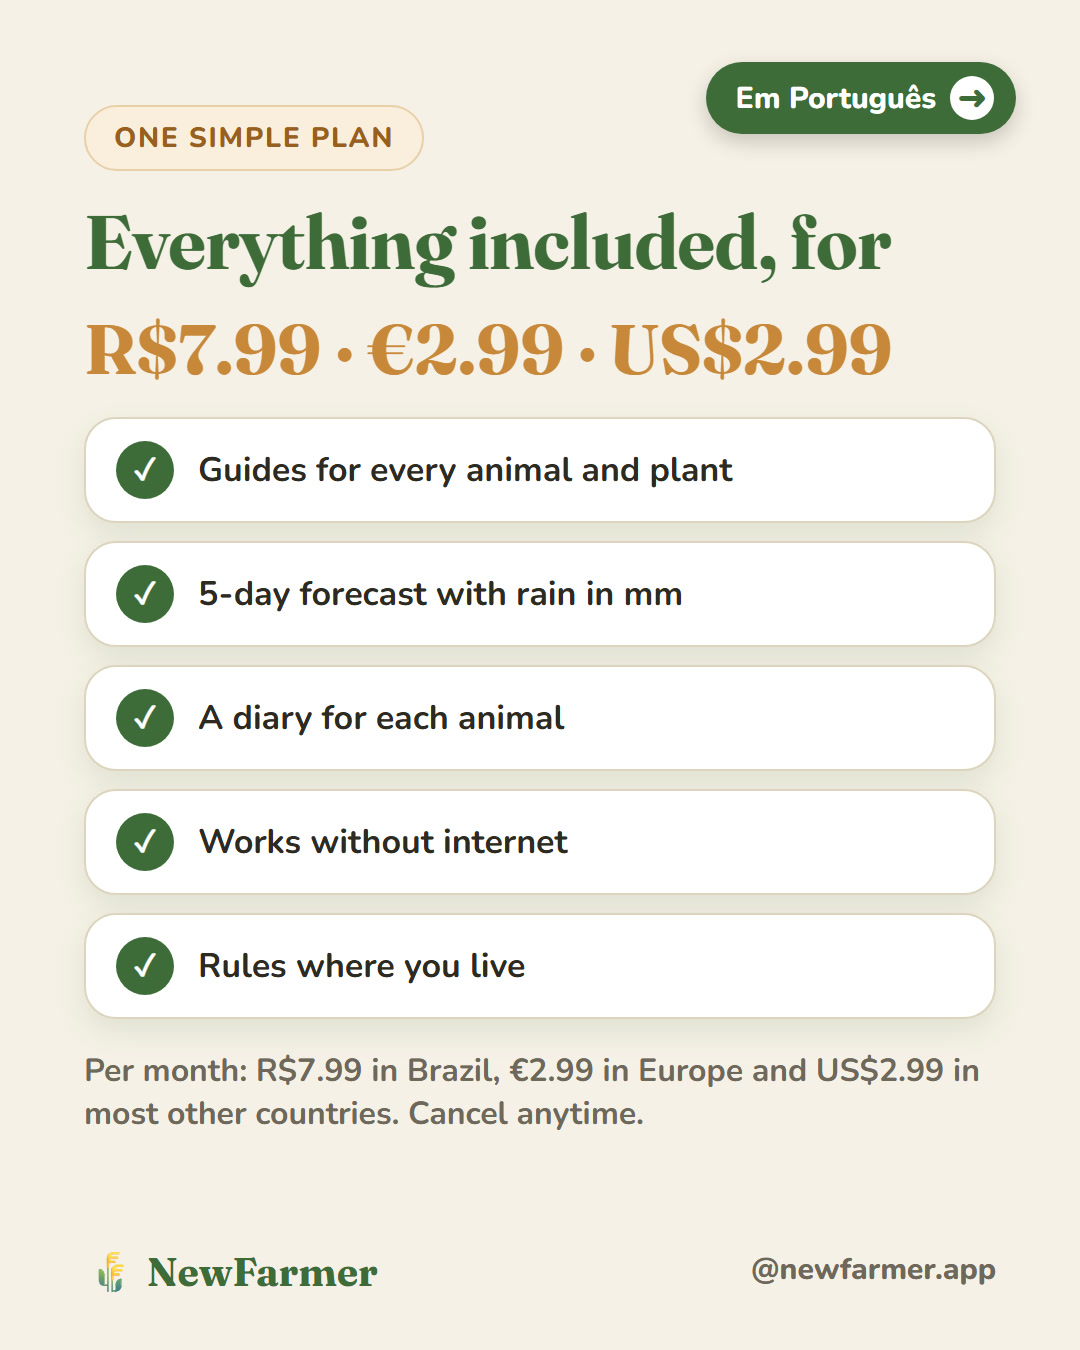 Em Português
ONE SIMPLE PLAN
Everything included, for
R$7.99 · €2.99 · US$2.99
Guides for every animal and plant
5-day forecast with rain in mm
A diary for each animal
Works without internet
Rules where you live
Per month: R$7.99 in Brazil, €2.99 in Europe and US$2.99 in
most other countries. Cancel anytime.
NewFarmer
@newfarmer.app